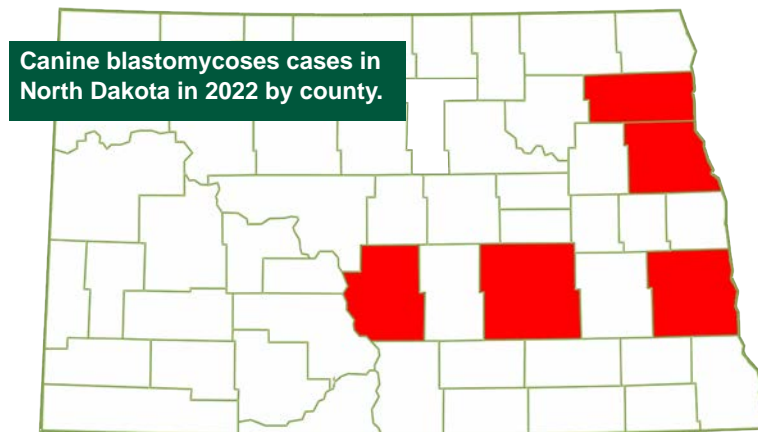 Canine blastomycoses cases in
North Dakota in 2022 by county.